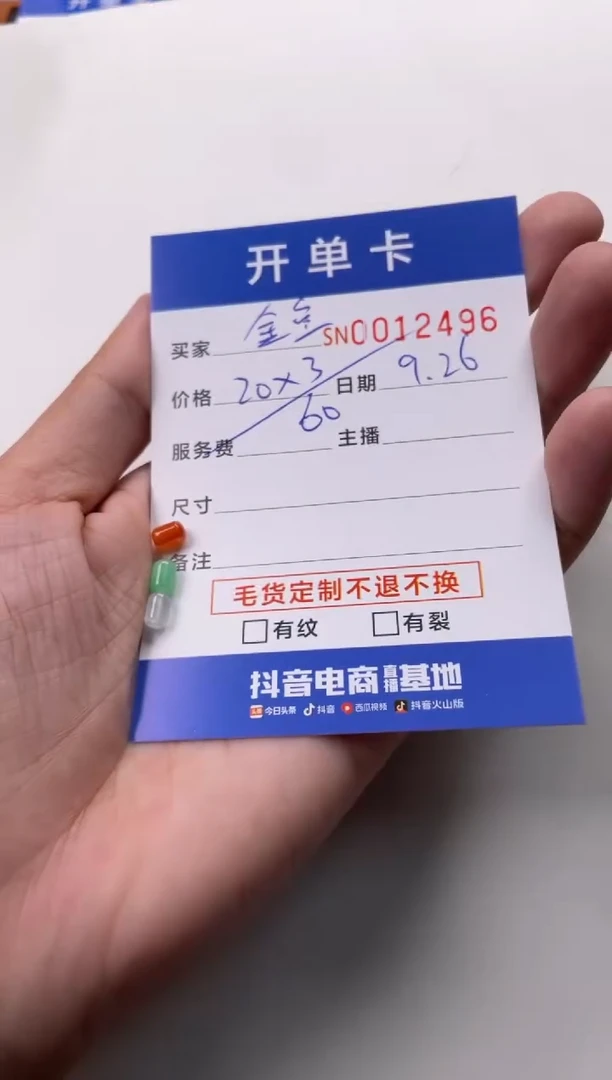 开单卡
买家 SN0012496
价格 20×3 日期 9.26
60
服务费 主播
尺寸
备注
毛货定制不退不换
有纹 有裂
抖音电商直播基地
今日头条 抖音 西瓜视频 抖音火山版